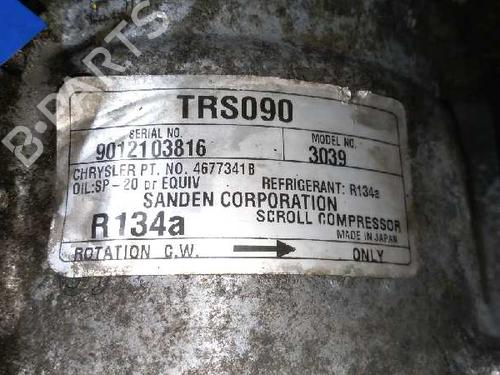 TRS090
SERIAL NO. MODEL NO.
9012103816 3039
CHRYSLER PT. NO. 4677341B
OIL:SP-20 or EQUIV REFRIGERANT: R134a
SANDEN CORPORATION
R134a SCROLL COMPRESSOR
MADE IN JAPAN
ROTATION C.W. ONLY
B-PARTS